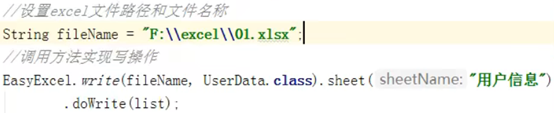 //设置excel文件路径和文件名称
String fileName = "F:\\excel\\01.xlsx";
//调用方法实现写操作
EasyExcel.write(fileName, UserData.class).sheet( sheetName: "用户信息")
.doWrite(list);